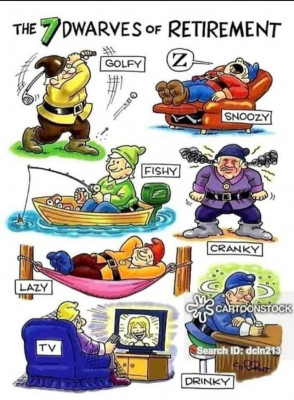 THE 7 DWARVES OF RETIREMENT
GOLFY
Z
SNOOZY
FISHY
CRANKY
LAZY
CARTOONSTOCK
Search ID: dcln213
TV
DRINKY